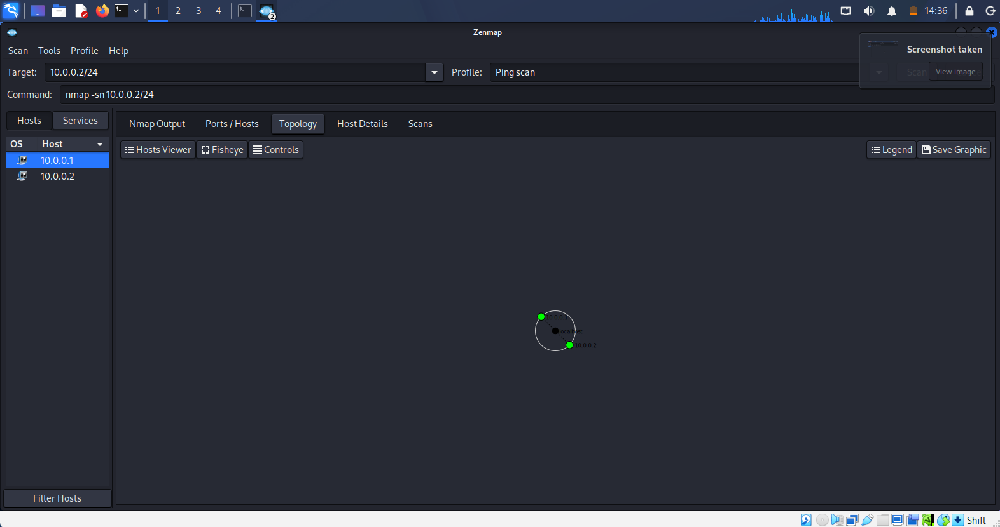 1 2 3 4 2 14:36
Zenmap
Scan Tools Profile Help
Screenshot taken
Target: 10.0.0.2/24 Profile: Ping scan Scan View image
Command: nmap -sn 10.0.0.2/24
Hosts Services Nmap Output Ports / Hosts Topology Host Details Scans
OS Host Hosts Viewer Fisheye Controls Legend Save Graphic
10.0.0.1
10.0.0.2
10.0.0.1
localhost
10.0.0.2
Filter Hosts
Shift